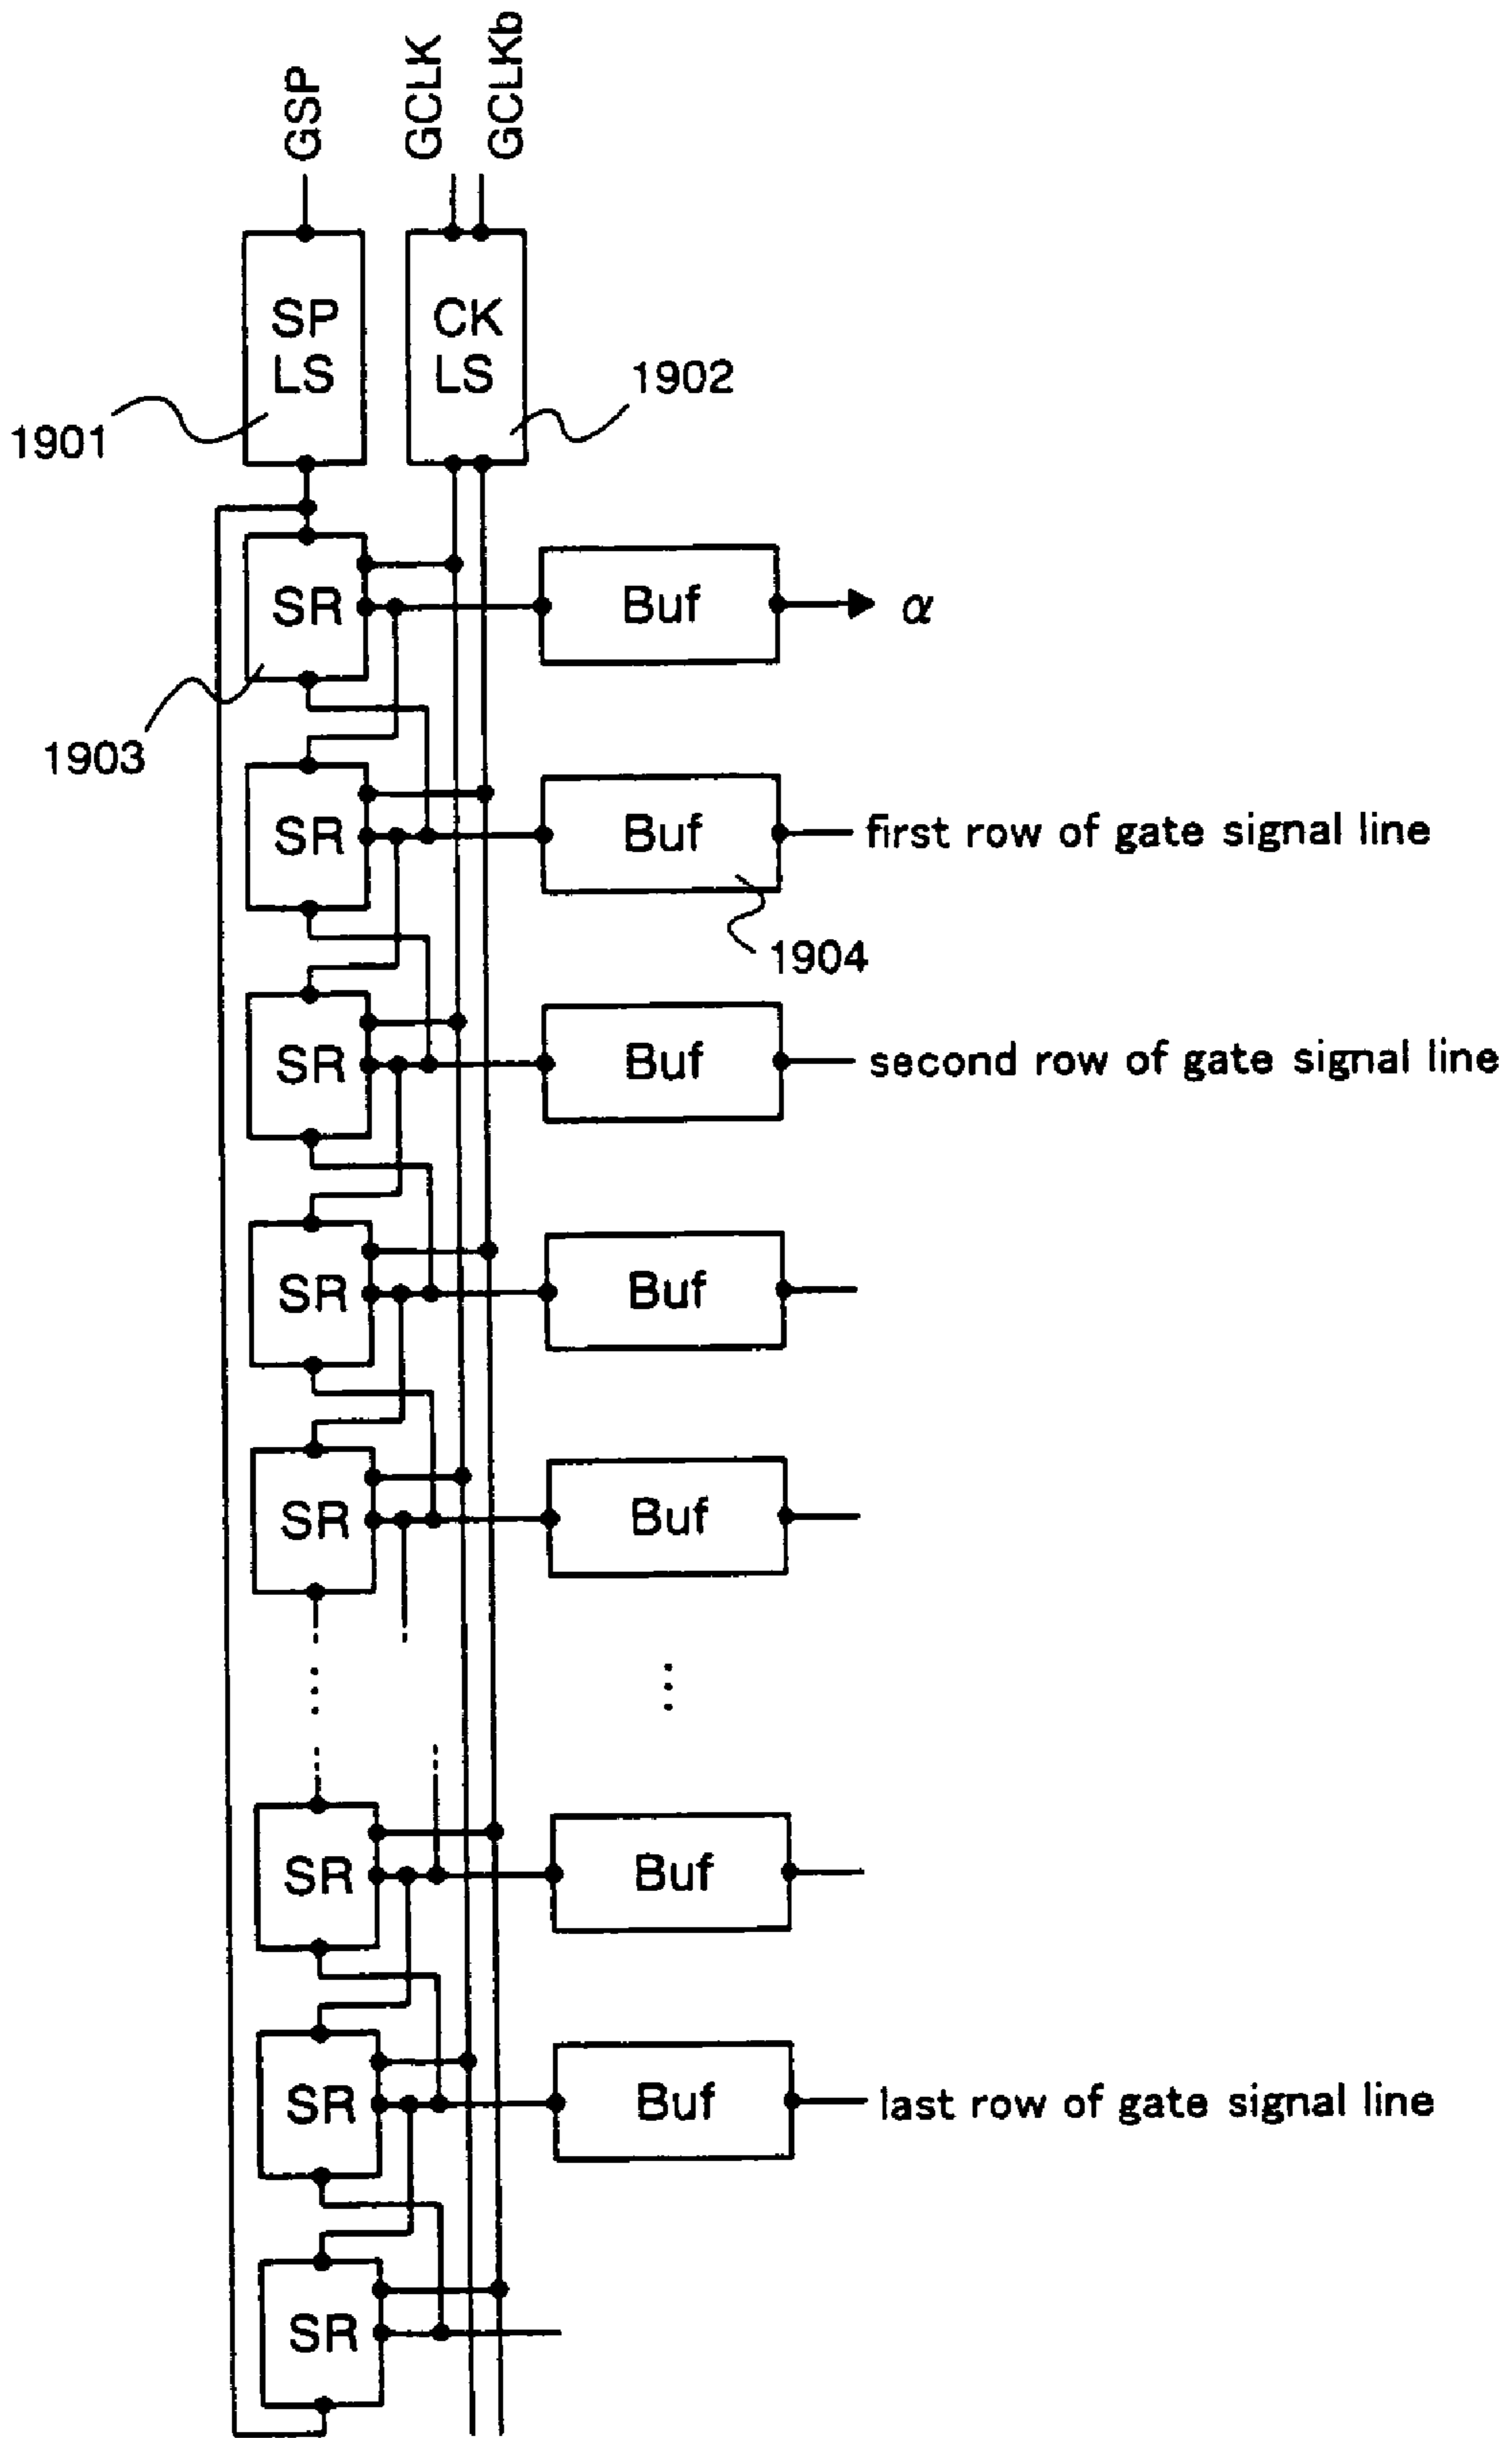 GSP
GCLK
GCLKb
SP
LS
CK
LS
1901
1902
SR
Buf
α
1903
SR
Buf
first row of gate signal line
1904
SR
Buf
second row of gate signal line
SR
Buf
SR
Buf
SR
Buf
SR
Buf
last row of gate signal line
SR